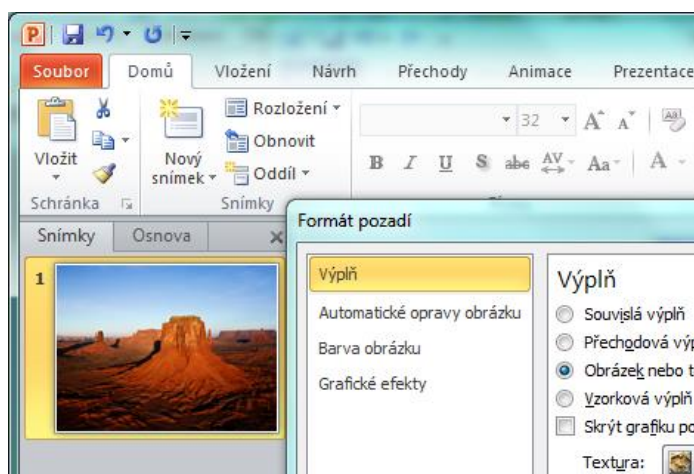 Soubor Domů Vložení Návrh Přechody Animace Prezentace
Vložit
Nový snímek
Rozložení
Obnovit
Oddíl
32
B I U S abc AV Aa A
Schránka Snímky
Snímky Osnova
1
Formát pozadí
Výplň
Automatické opravy obrázku
Barva obrázku
Grafické efekty
Výplň
Souvislá výplň
Přechodová výp
Obrázek nebo t
Vzorková výplň
Skrýt grafiku po
Textura: